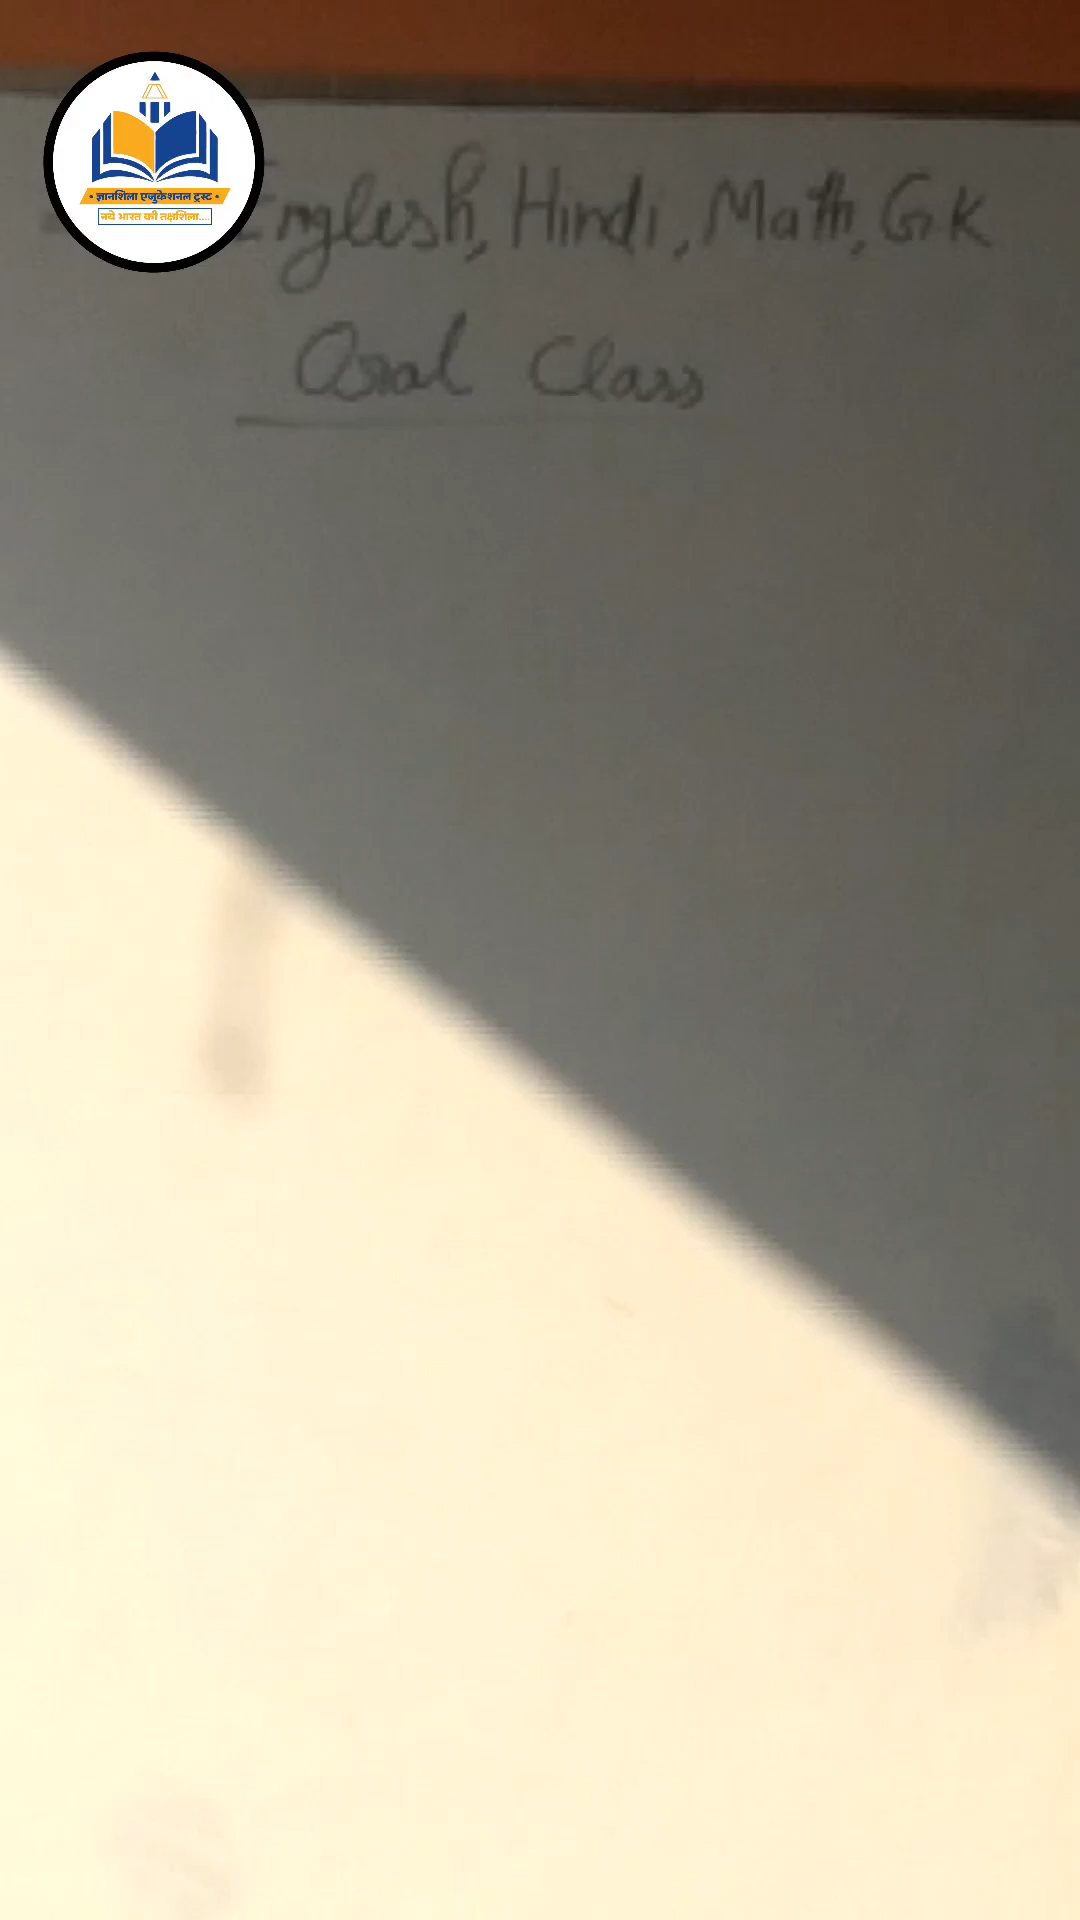 • ज्ञानशिला एजुकेशनल ट्रस्ट •
नये भारत की तक्षशिला....
English, Hindi, Math, G.K
Oral Class